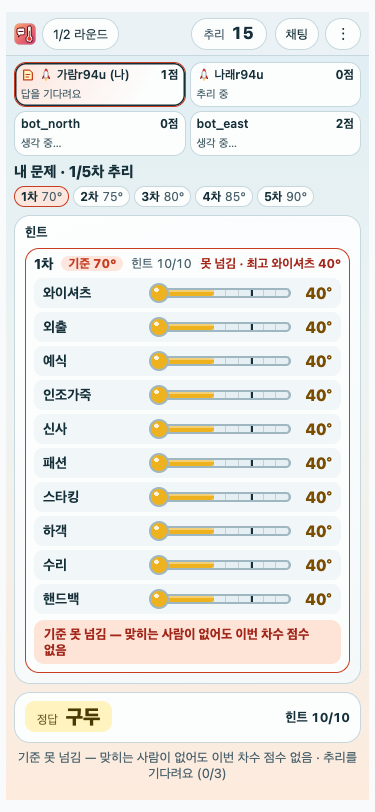 1/2 라운드
추리 15
채팅
가람r94u (나) 1점
답을 기다려요
나래r94u 0점
추리 중
bot_north 0점
생각 중...
bot_east 2점
생각 중...
내 문제 · 1/5차 추리
1차 70° 2차 75° 3차 80° 4차 85° 5차 90°
힌트
1차 기준 70° 힌트 10/10 못 넘김 · 최고 와이셔츠 40°
와이셔츠 40°
외출 40°
예식 40°
인조가죽 40°
신사 40°
패션 40°
스타킹 40°
하객 40°
수리 40°
핸드백 40°
기준 못 넘김 — 맞히는 사람이 없어도 이번 차수 점수
없음
정답 구두 힌트 10/10
기준 못 넘김 — 맞히는 사람이 없어도 이번 차수 점수 없음 · 추리를
기다려요 (0/3)